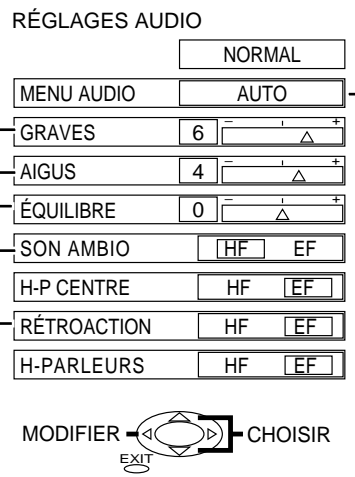 RÉGLAGES AUDIO
NORMAL
MENU AUDIO AUTO
GRAVES 6 – +
AIGUS 4 – +
ÉQUILIBRE 0 – +
SON AMBIO HF EF
H-P CENTRE HF EF
RÉTROACTION HF EF
H-PARLEURS HF EF
MODIFIER CHOISIR
EXIT